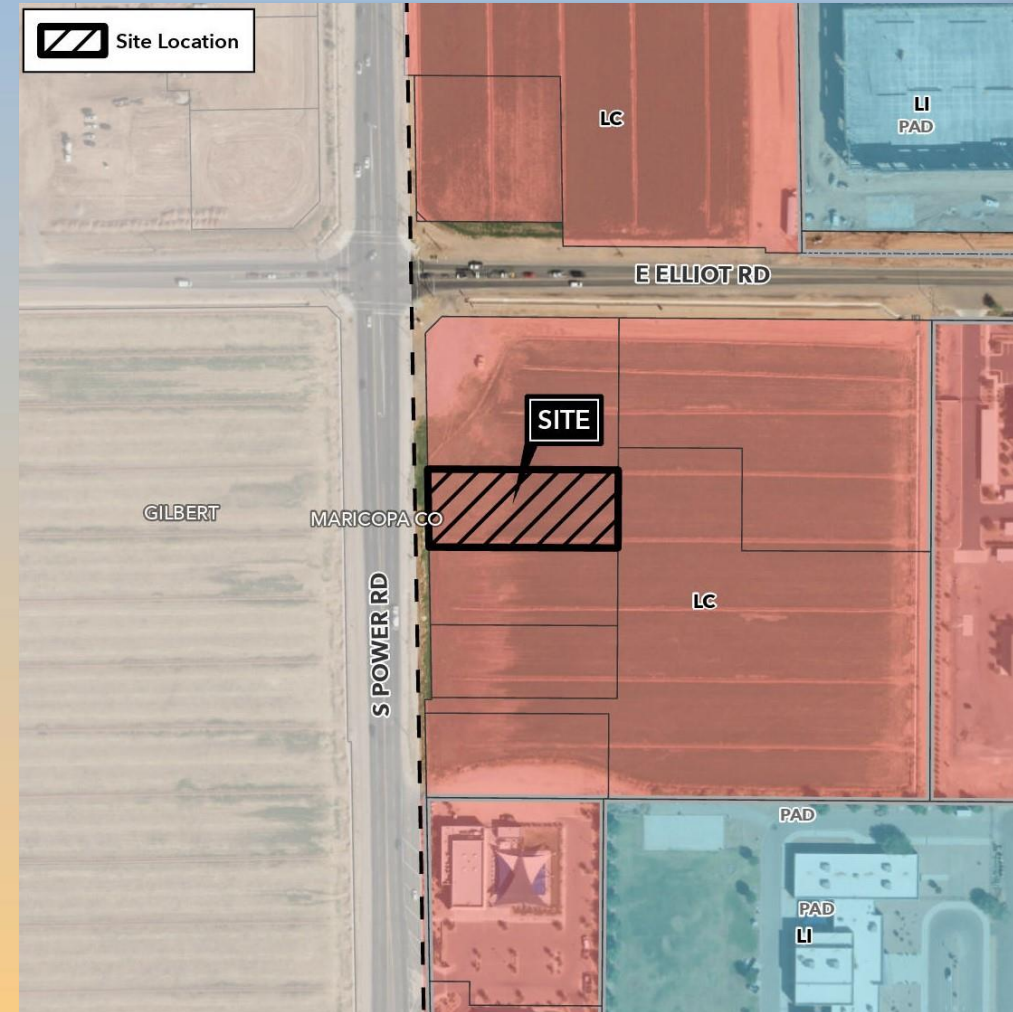 Site Location
LC
LI
PAD
E ELLIOT RD
SITE
GILBERT
MARICOPA CO
S POWER RD
LC
PAD
PAD
LI